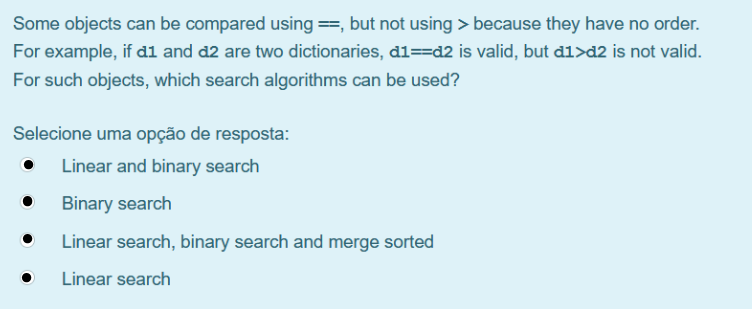 Some objects can be compared using ==, but not using > because they have no order.
For example, if d1 and d2 are two dictionaries, d1==d2 is valid, but d1>d2 is not valid.
For such objects, which search algorithms can be used?
Selecione uma opção de resposta:
Linear and binary search
Binary search
Linear search, binary search and merge sorted
Linear search